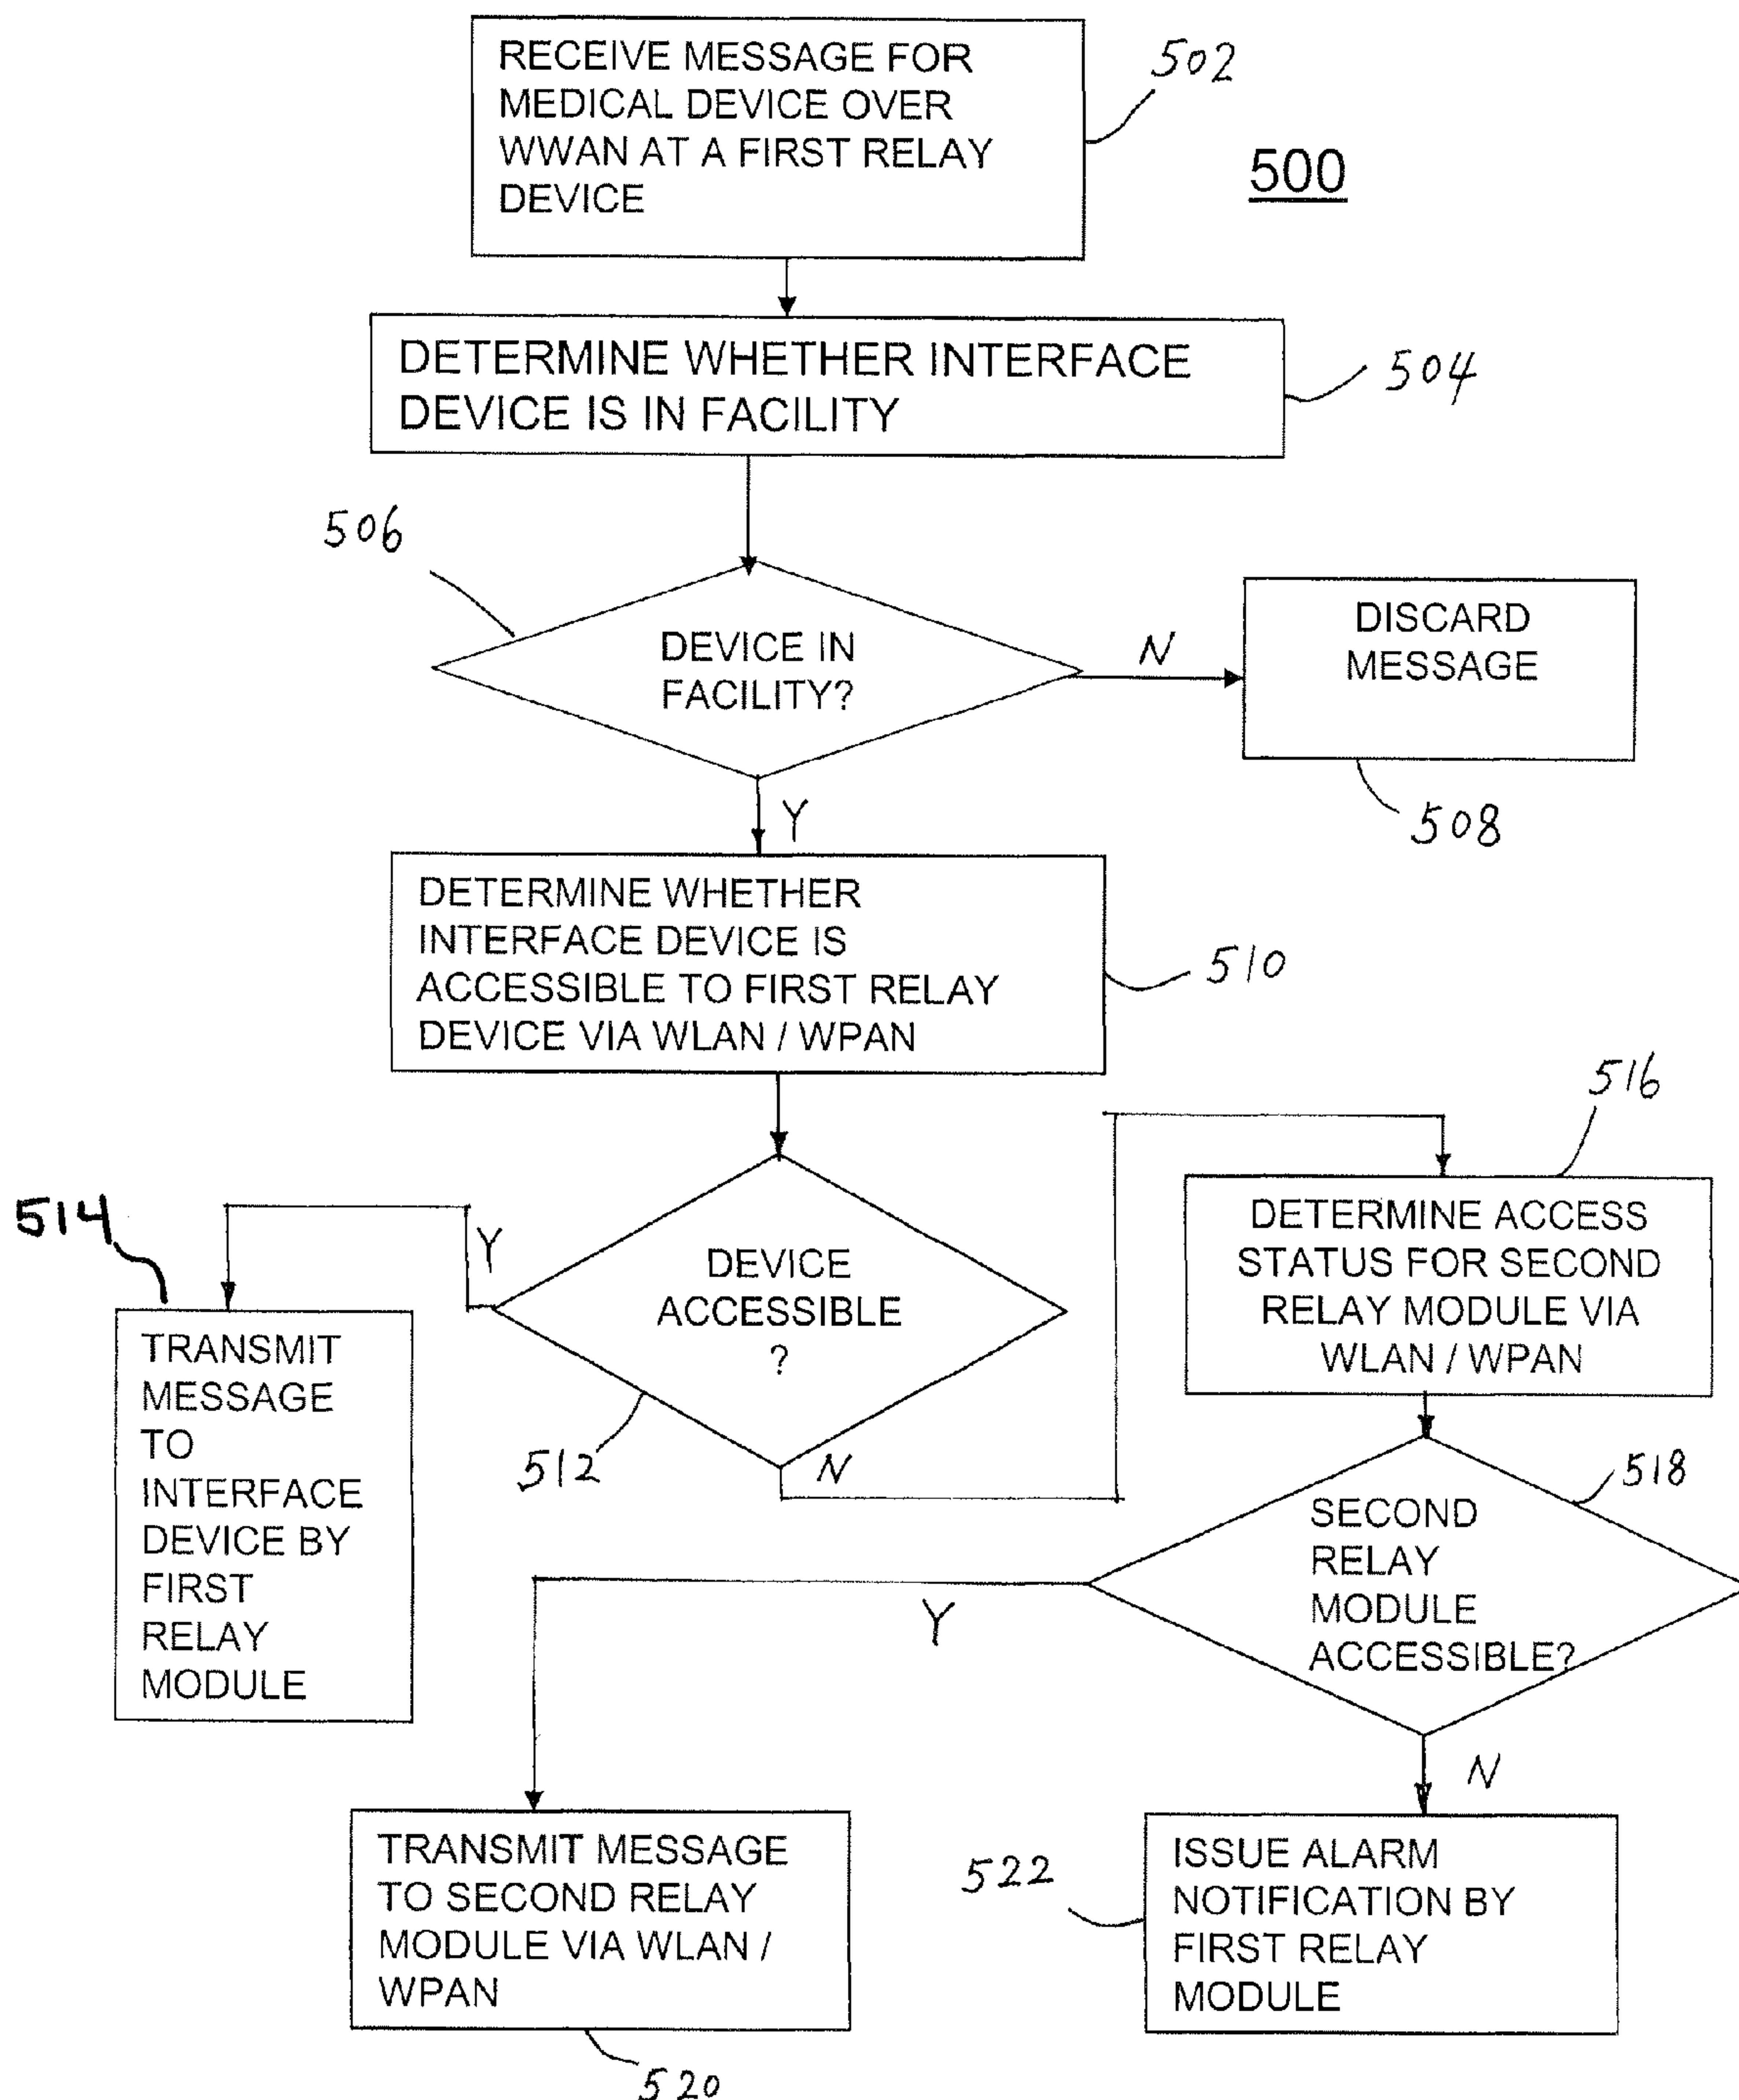 RECEIVE MESSAGE FOR
MEDICAL DEVICE OVER
WWAN AT A FIRST RELAY
DEVICE
502
500
DETERMINE WHETHER INTERFACE
DEVICE IS IN FACILITY
504
506
DEVICE IN
FACILITY?
N
DISCARD
MESSAGE
508
Y
DETERMINE WHETHER
INTERFACE DEVICE IS
ACCESSIBLE TO FIRST RELAY
DEVICE VIA WLAN / WPAN
510
516
514
Y
DEVICE
ACCESSIBLE
?
512
N
DETERMINE ACCESS
STATUS FOR SECOND
RELAY MODULE VIA
WLAN / WPAN
TRANSMIT
MESSAGE
TO
INTERFACE
DEVICE BY
FIRST
RELAY
MODULE
518
SECOND
RELAY
MODULE
ACCESSIBLE?
Y
N
TRANSMIT MESSAGE
TO SECOND RELAY
MODULE VIA WLAN /
WPAN
520
522
ISSUE ALARM
NOTIFICATION BY
FIRST RELAY
MODULE